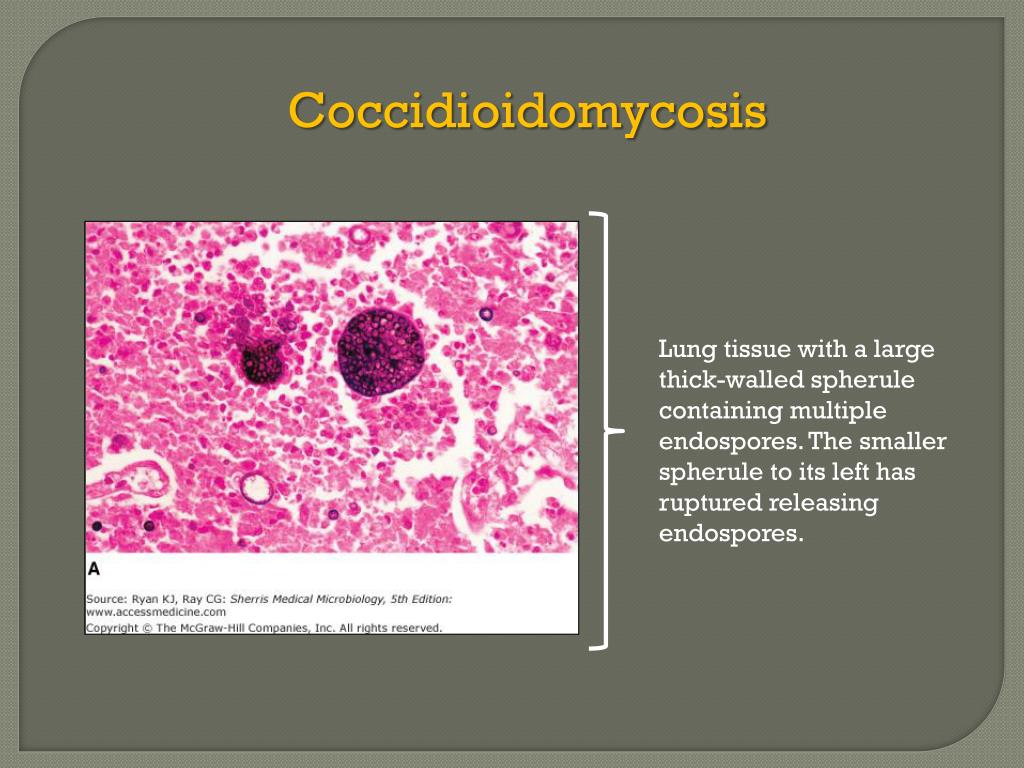 Coccidioidomycosis
Lung tissue with a large
thick-walled spherule
containing multiple
endospores. The smaller
spherule to its left has
ruptured releasing
endospores.
A
Source: Ryan KJ, Ray CG: Sherris Medical Microbiology, 5th Edition:
www.accessmedicine.com
Copyright © The McGraw-Hill Companies, Inc. All rights reserved.